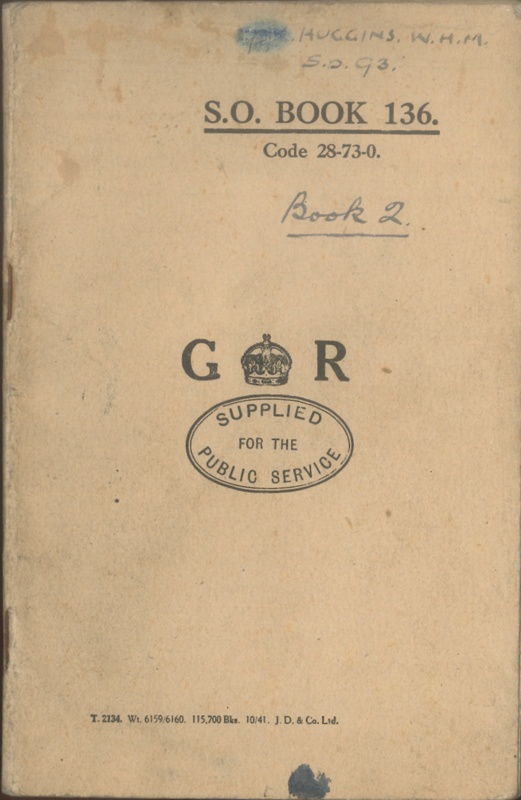 HUGGINS. W.H.M.
S.D. 93.
S.O. BOOK 136.
Code 28-73-0.
Book 2.
G R
SUPPLIED
FOR THE
PUBLIC SERVICE
T. 2134. Wt. 6159/6160. 115,700 Bks. 10/41. J. D. & Co. Ltd.